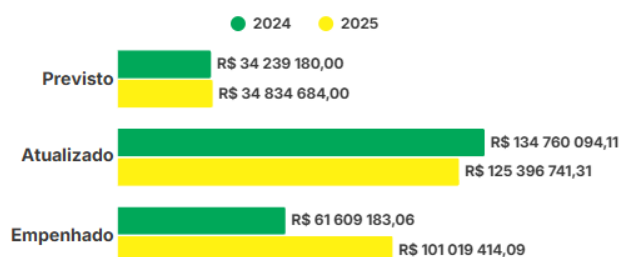 2024 2025
Previsto
R$ 34 239 180,00
R$ 34 834 684,00
Atualizado
R$ 134 760 094,11
R$ 125 396 741,31
Empenhado
R$ 61 609 183,06
R$ 101 019 414,09